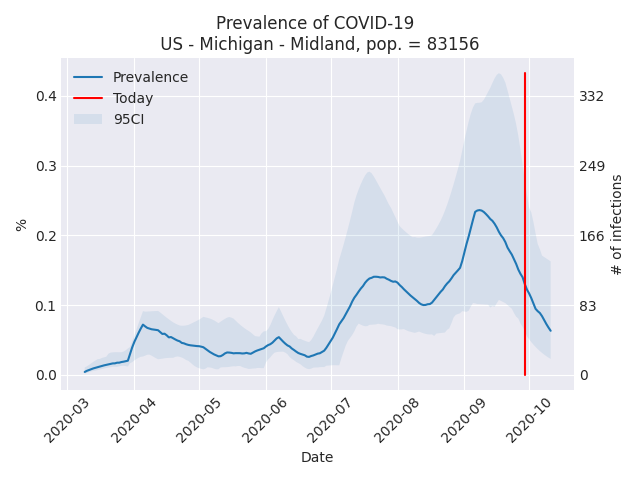 Prevalence of COVID-19
US - Michigan - Midland, pop. = 83156
Prevalence
Today
95CI
%
0.4
0.3
0.2
0.1
0.0
332
249
166
83
0
# of infections
2020-03
2020-04
2020-05
2020-06
2020-07
2020-08
2020-09
2020-10
Date